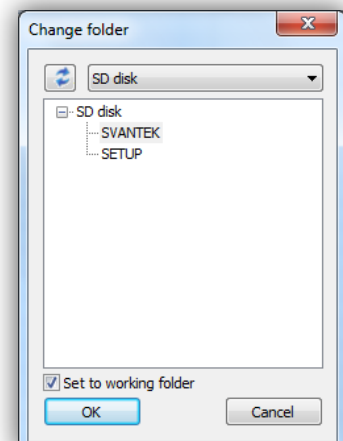 Change folder
SD disk
SD disk
SVANTEK
SETUP
Set to working folder
OK Cancel